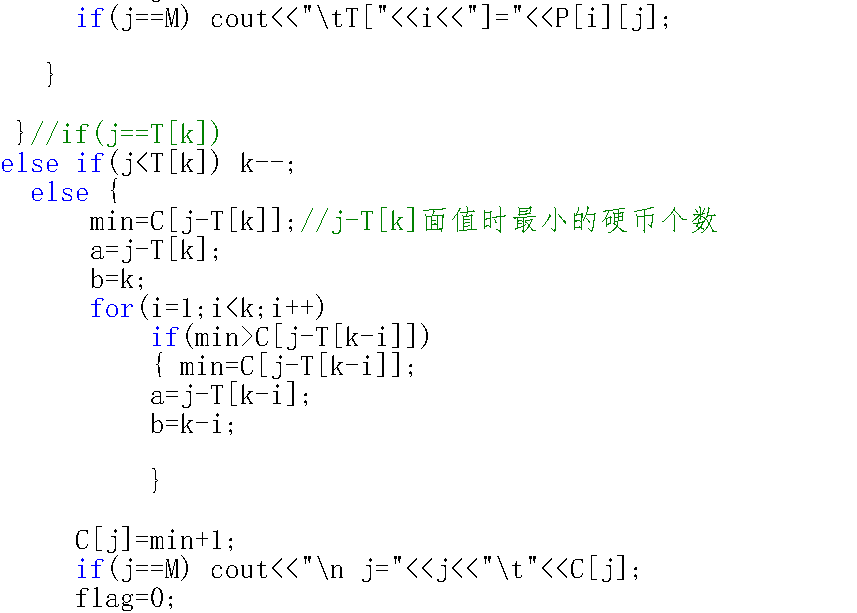 if(j==M) cout<<"\tT["<<i<<"]="<<P[i][j];
}
}//if(j==T[k])
else if(j<T[k]) k--;
else {
min=C[j-T[k]];//j-T[k]面值时最小的硬币个数
a=j-T[k];
b=k;
for(i=1;i<k;i++)
if(min>C[j-T[k-i]])
{ min=C[j-T[k-i]];
a=j-T[k-i];
b=k-i;
}
C[j]=min+1;
if(j==M) cout<<"\n j="<<j<<"\t"<<C[j];
flag=0;